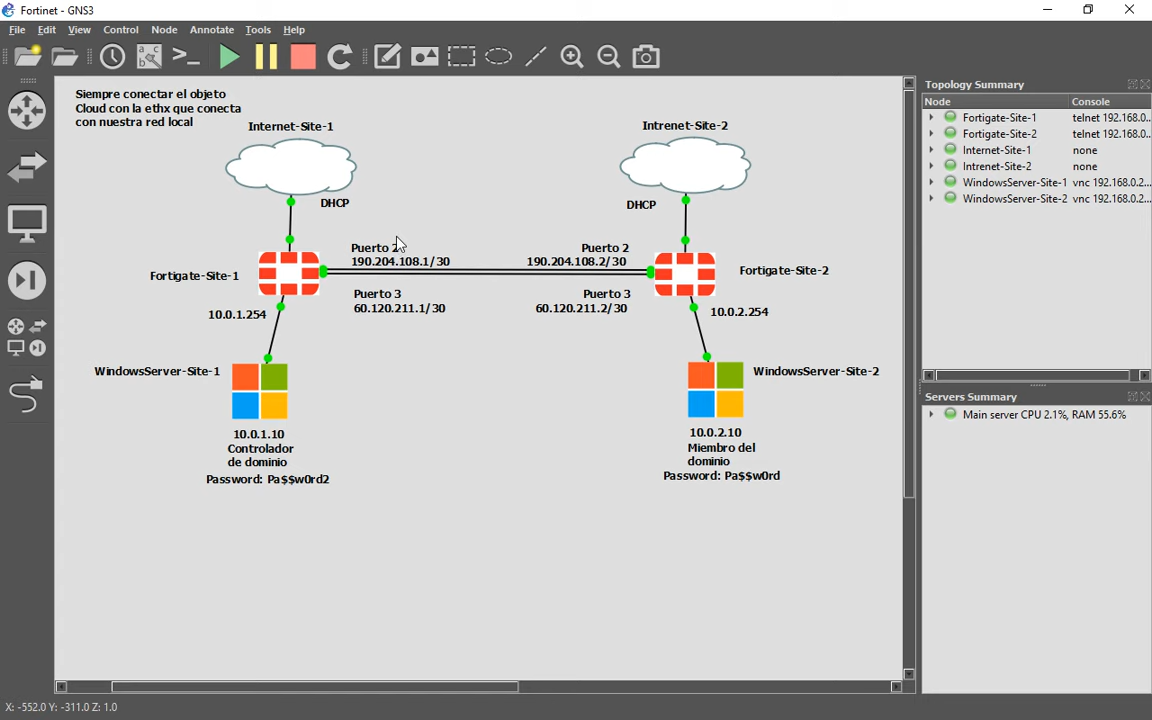 Fortinet - GNS3
File Edit View Control Node Annotate Tools Help
Siempre conectar el objeto
Cloud con la ethx que conecta
con nuestra red local
Internet-Site-1
Intrenet-Site-2
DHCP
DHCP
Puerto 2
190.204.108.1/30
Puerto 2
190.204.108.2/30
Fortigate-Site-1
Fortigate-Site-2
Puerto 3
60.120.211.1/30
Puerto 3
60.120.211.2/30
10.0.1.254
10.0.2.254
WindowsServer-Site-1
WindowsServer-Site-2
10.0.1.10
Controlador
de dominio
Password: Pa$$w0rd2
10.0.2.10
Miembro del
dominio
Password: Pa$$w0rd
Topology Summary
Node Console
Fortigate-Site-1 telnet 192.168.0...
Fortigate-Site-2 telnet 192.168.0...
Internet-Site-1 none
Intrenet-Site-2 none
WindowsServer-Site-1 vnc 192.168.0.2...
WindowsServer-Site-2 vnc 192.168.0.2...
Servers Summary
Main server CPU 2.1%, RAM 55.6%
X: -552.0 Y: -311.0 Z: 1.0